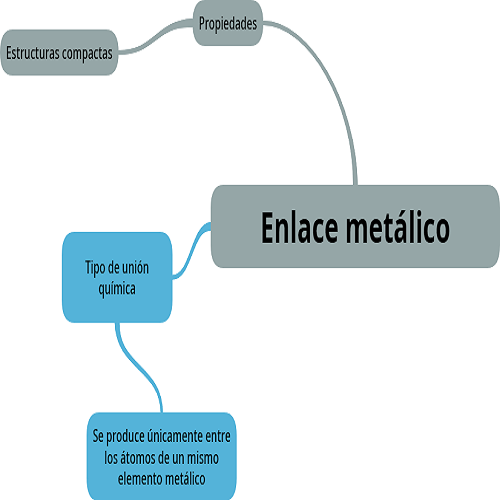 Propiedades
Estructuras compactas
Enlace metálico
Tipo de unión
química
Se produce únicamente entre
los átomos de un mismo
elemento metálico